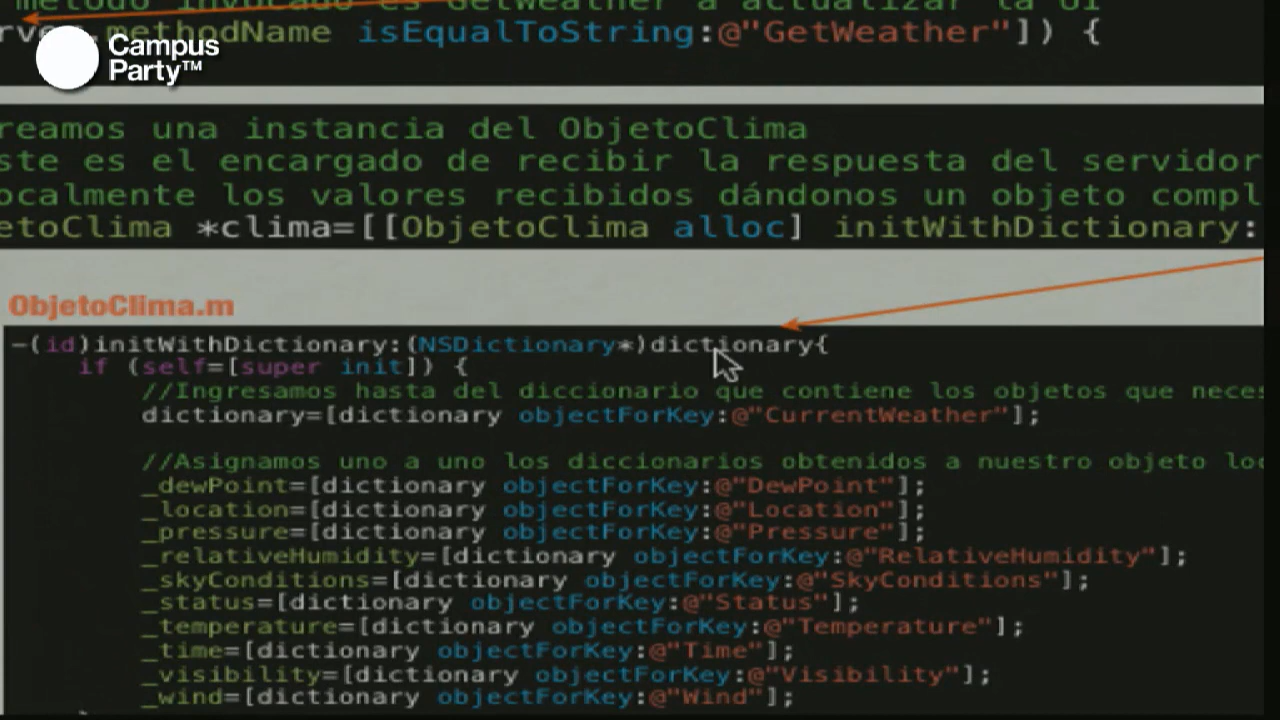 método invocado es GetWeather a actualizar la UI
methodName isEqualToString:@"GetWeather"]) {
Campus
Party™
reamos una instancia del ObjetoClima
ste es el encargado de recibir la respuesta del servidor
ocalmente los valores recibidos dándonos un objeto compl
etoClima *clima=[[ObjetoClima alloc] initWithDictionary:
ObjetoClima.m
-(id)initWithDictionary:(NSDictionary*)dictionary{
if (self=[super init]) {
//Ingresamos hasta del diccionario que contiene los objetos que neces
dictionary=[dictionary objectForKey:@"CurrentWeather"];
//Asignamos uno a uno los diccionarios obtenidos a nuestro objeto loc
_dewPoint=[dictionary objectForKey:@"DewPoint"];
_location=[dictionary objectForKey:@"Location"];
_pressure=[dictionary objectForKey:@"Pressure"];
_relativeHumidity=[dictionary objectForKey:@"RelativeHumidity"];
_skyConditions=[dictionary objectForKey:@"SkyConditions"];
_status=[dictionary objectForKey:@"Status"];
_temperature=[dictionary objectForKey:@"Temperature"];
_time=[dictionary objectForKey:@"Time"];
_visibility=[dictionary objectForKey:@"Visibility"];
_wind=[dictionary objectForKey:@"Wind"];